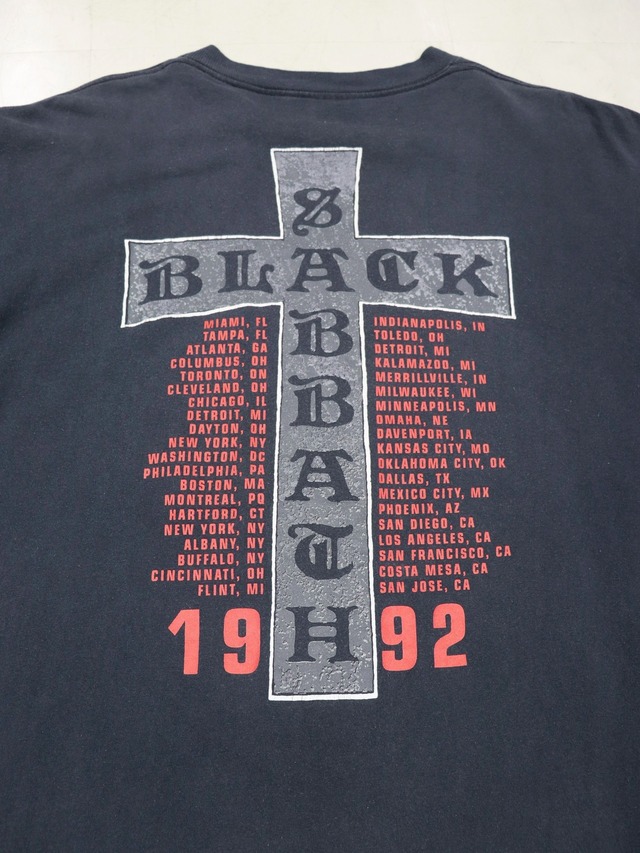 BLACK
SABBATH
MIAMI, FL
TAMPA, FL
ATLANTA, GA
COLUMBUS, OH
TORONTO, ON
CLEVELAND, OH
CHICAGO, IL
DETROIT, MI
DAYTON, OH
NEW YORK, NY
WASHINGTON, DC
PHILADELPHIA, PA
BOSTON, MA
MONTREAL, PQ
HARTFORD, CT
NEW YORK, NY
ALBANY, NY
BUFFALO, NY
CINCINNATI, OH
FLINT, MI
INDIANAPOLIS, IN
TOLEDO, OH
DETROIT, MI
KALAMAZOO, MI
MERRILLVILLE, IN
MILWAUKEE, WI
MINNEAPOLIS, MN
OMAHA, NE
DAVENPORT, IA
KANSAS CITY, MO
OKLAHOMA CITY, OK
DALLAS, TX
MEXICO CITY, MX
PHOENIX, AZ
SAN DIEGO, CA
LOS ANGELES, CA
SAN FRANCISCO, CA
COSTA MESA, CA
SAN JOSE, CA
1992